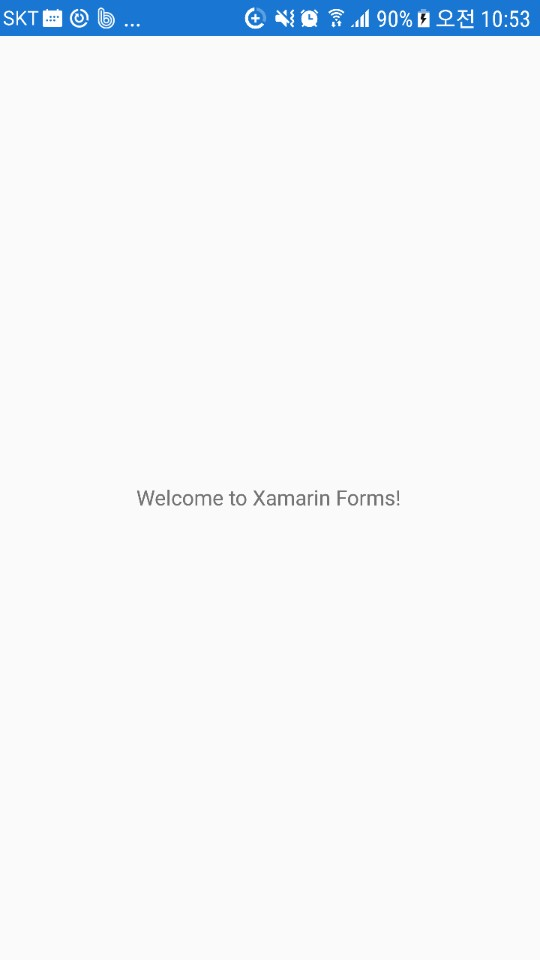 SKT ... 90% 오전 10:53
Welcome to Xamarin Forms!